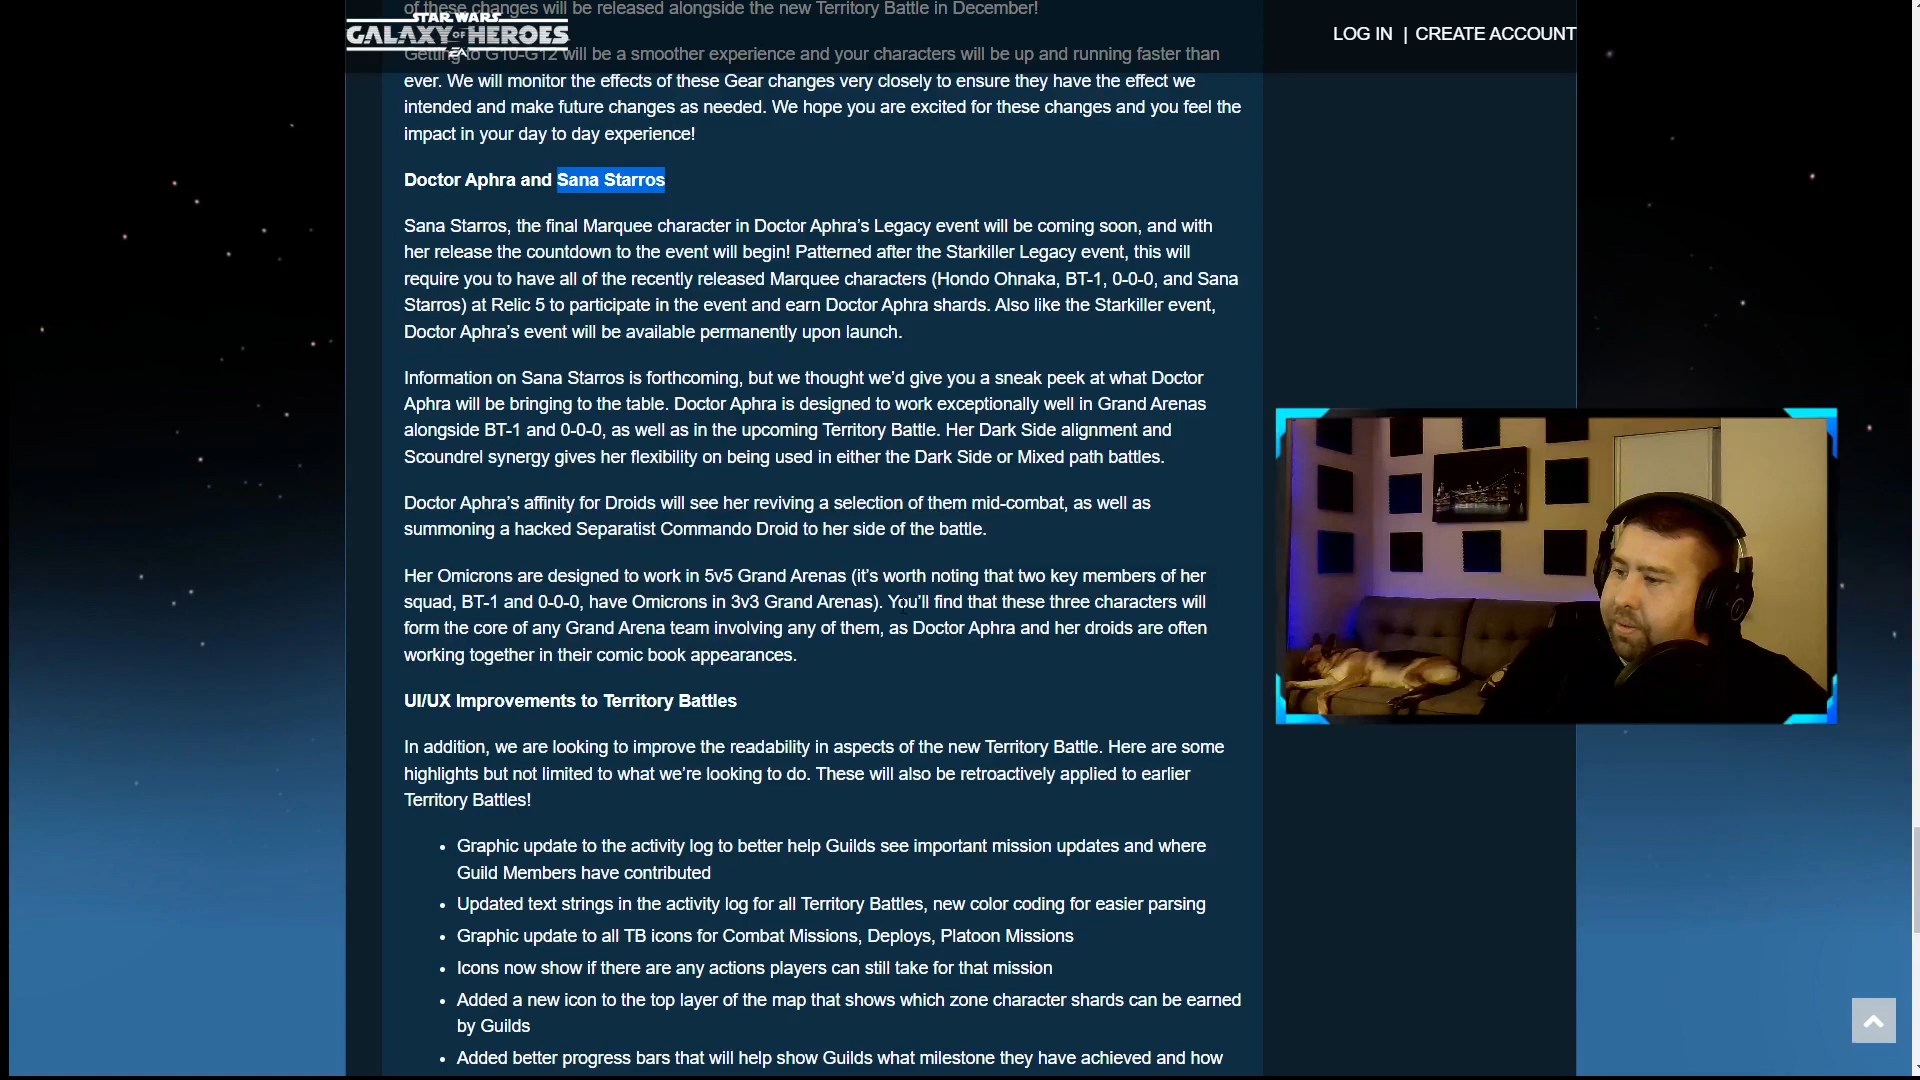 of these changes will be released alongside the new Territory Battle in December!
STAR WARS
GALAXY OF HEROES
EA
LOG IN | CREATE ACCOUNT
Getting to G10-G12 will be a smoother experience and your characters will be up and running faster than
ever. We will monitor the effects of these Gear changes very closely to ensure they have the effect we
intended and make future changes as needed. We hope you are excited for these changes and you feel the
impact in your day to day experience!
Doctor Aphra and Sana Starros
Sana Starros, the final Marquee character in Doctor Aphra’s Legacy event will be coming soon, and with
her release the countdown to the event will begin! Patterned after the Starkiller Legacy event, this will
require you to have all of the recently released Marquee characters (Hondo Ohnaka, BT-1, 0-0-0, and Sana
Starros) at Relic 5 to participate in the event and earn Doctor Aphra shards. Also like the Starkiller event,
Doctor Aphra’s event will be available permanently upon launch.
Information on Sana Starros is forthcoming, but we thought we’d give you a sneak peek at what Doctor
Aphra will be bringing to the table. Doctor Aphra is designed to work exceptionally well in Grand Arenas
alongside BT-1 and 0-0-0, as well as in the upcoming Territory Battle. Her Dark Side alignment and
Scoundrel synergy gives her flexibility on being used in either the Dark Side or Mixed path battles.
Doctor Aphra’s affinity for Droids will see her reviving a selection of them mid-combat, as well as
summoning a hacked Separatist Commando Droid to her side of the battle.
Her Omicrons are designed to work in 5v5 Grand Arenas (it’s worth noting that two key members of her
squad, BT-1 and 0-0-0, have Omicrons in 3v3 Grand Arenas). You’ll find that these three characters will
form the core of any Grand Arena team involving any of them, as Doctor Aphra and her droids are often
working together in their comic book appearances.
UI/UX Improvements to Territory Battles
In addition, we are looking to improve the readability in aspects of the new Territory Battle. Here are some
highlights but not limited to what we’re looking to do. These will also be retroactively applied to earlier
Territory Battles!
• Graphic update to the activity log to better help Guilds see important mission updates and where
Guild Members have contributed
• Updated text strings in the activity log for all Territory Battles, new color coding for easier parsing
• Graphic update to all TB icons for Combat Missions, Deploys, Platoon Missions
• Icons now show if there are any actions players can still take for that mission
• Added a new icon to the top layer of the map that shows which zone character shards can be earned
by Guilds
• Added better progress bars that will help show Guilds what milestone they have achieved and how